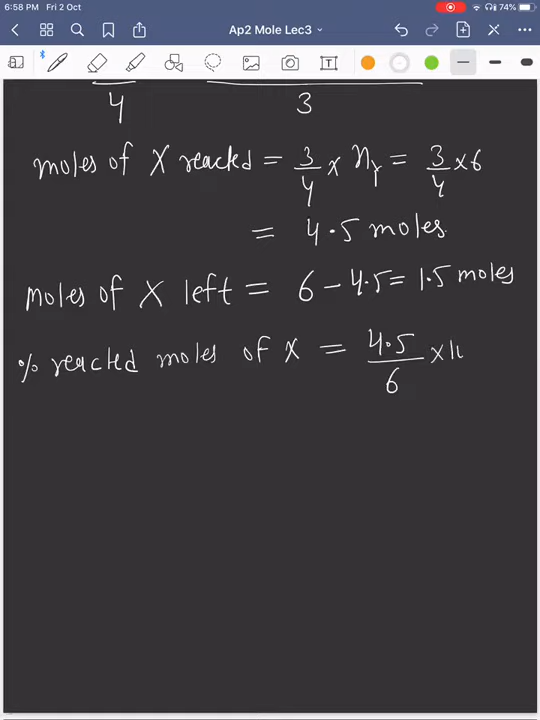 6:58 PM Fri 2 Oct 74%
Ap2 Mole Lec3
4 3
moles of X reacted = 3/4 × nY = 3/4 × 6
= 4.5 moles
moles of X left = 6 - 4.5 = 1.5 moles
% reacted moles of X = 4.5/6 × 1